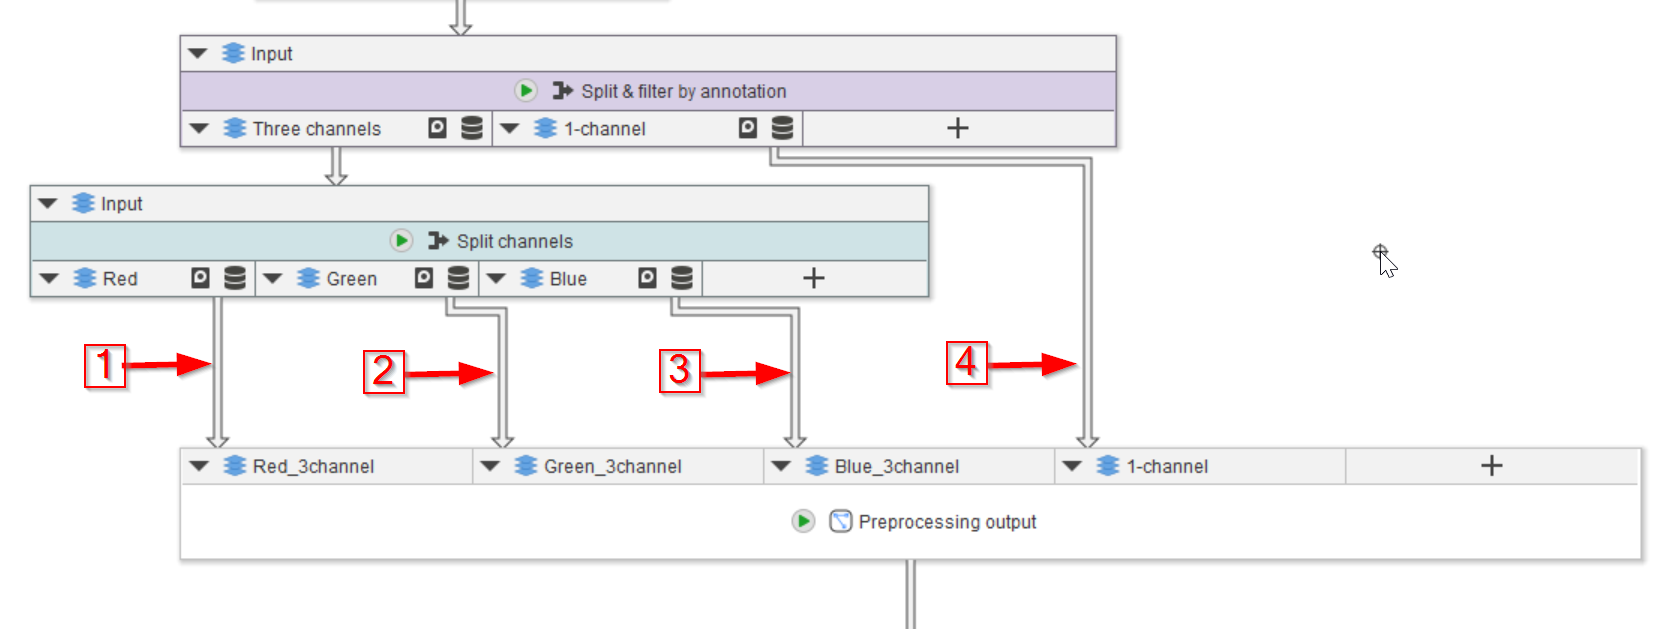 Input
Split & filter by annotation
Three channels 1-channel +
Input
Split channels
Red Green Blue +
1 2 3 4
Red_3channel Green_3channel Blue_3channel 1-channel +
Preprocessing output